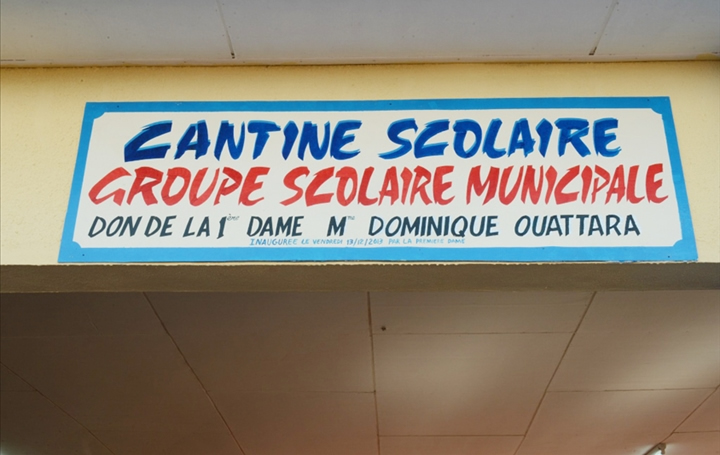 CANTINE SCOLAIRE
GROUPE SCOLAIRE MUNICIPALE
DON DE LA 1ère DAME Mme DOMINIQUE OUATTARA
INAUGUREE LE VENDREDI PAR LA PREMIERE DAME